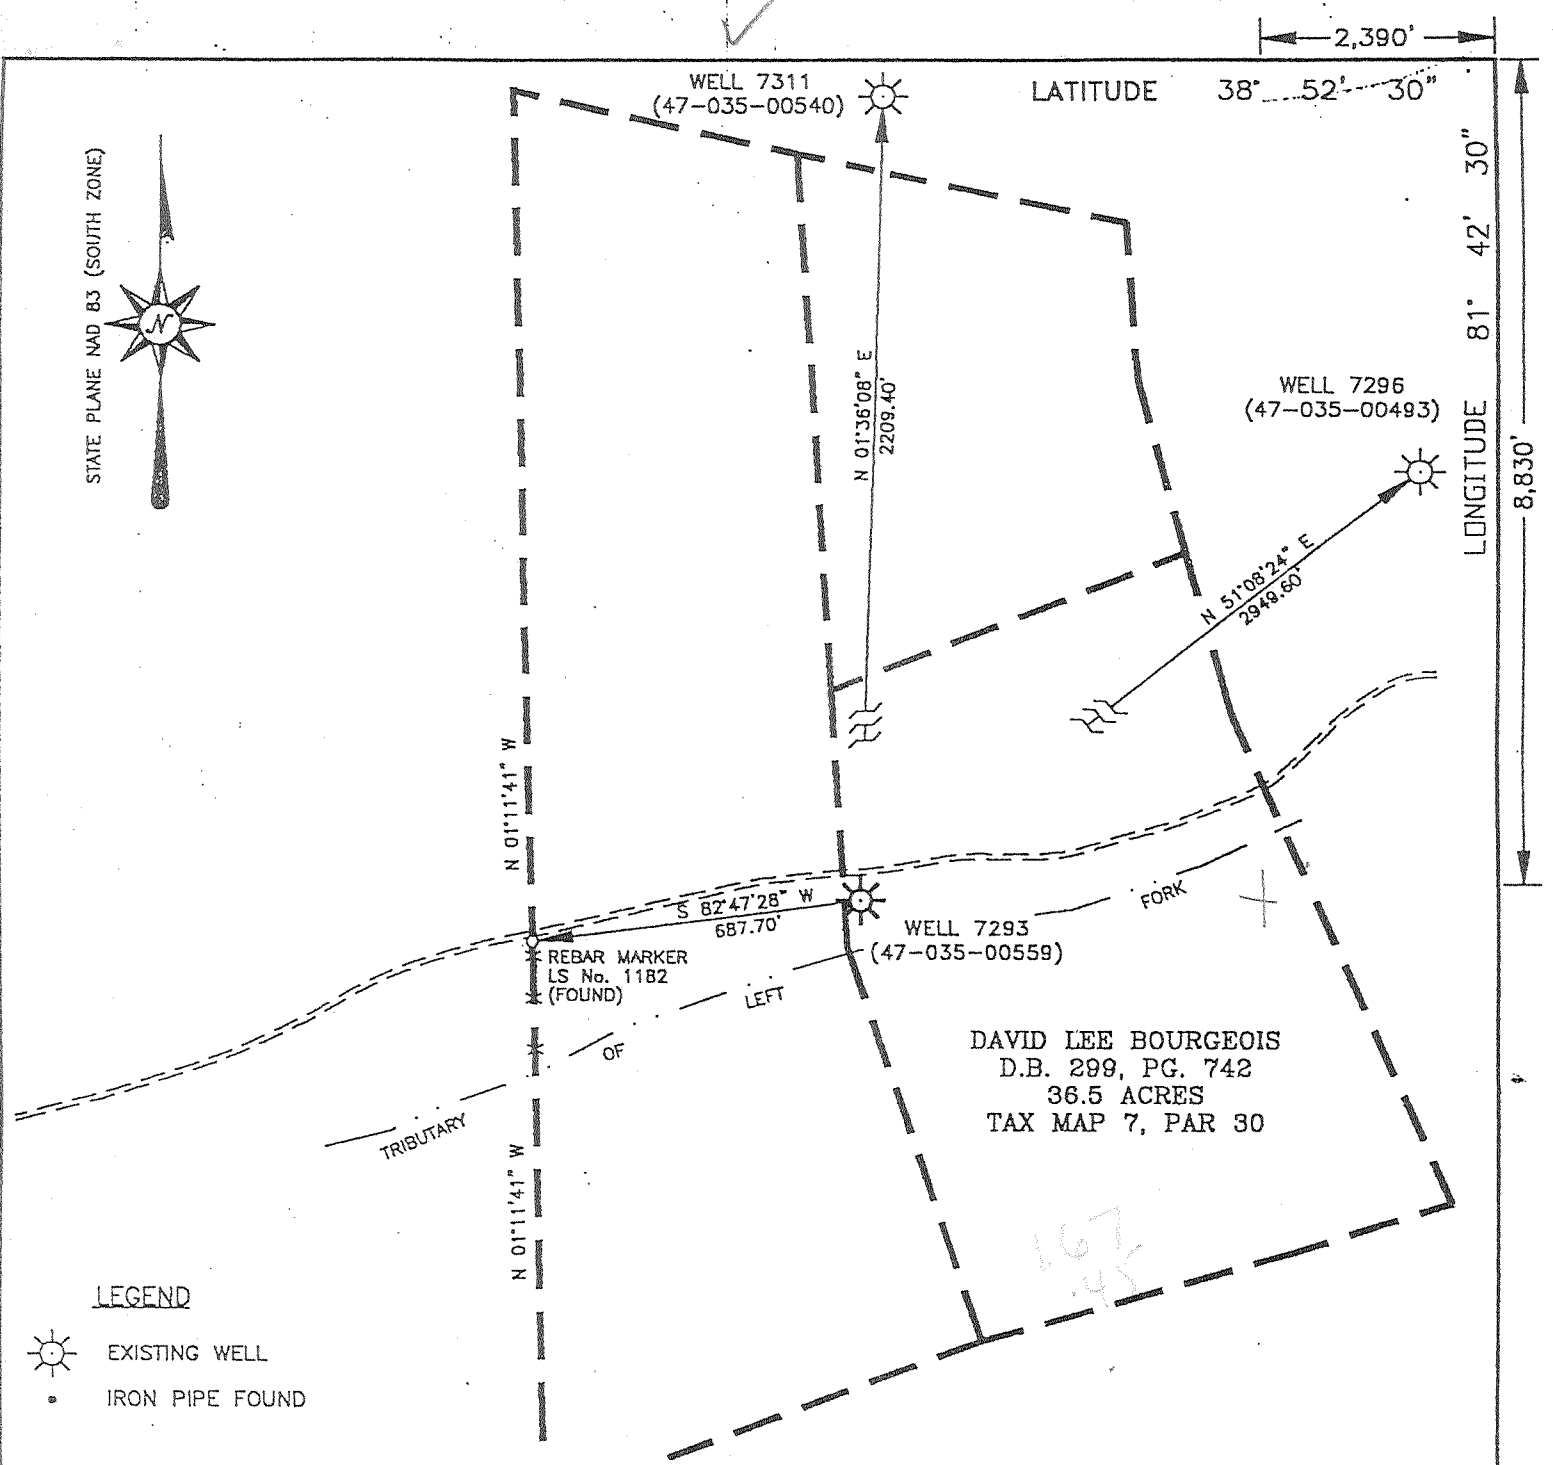 2,390'
WELL 7311
(47-035-00540)
LATITUDE 38° 52' 30"
LONGITUDE 81° 42' 30"
8,830'
STATE PLANE NAD 83 (SOUTH ZONE)
N
N 01°36'08" E
2209.40'
WELL 7296
(47-035-00493)
N 51°08'24" E
2949.60'
N 01°11'41" W
S 82°47'28" W
687.70'
WELL 7293
(47-035-00559)
REBAR MARKER
LS No. 1182
(FOUND)
TRIBUTARY OF LEFT FORK
DAVID LEE BOURGEOIS
D.B. 299, PG. 742
36.5 ACRES
TAX MAP 7, PAR 30
N 01°11'41" W
167
.45
LEGEND
EXISTING WELL
IRON PIPE FOUND